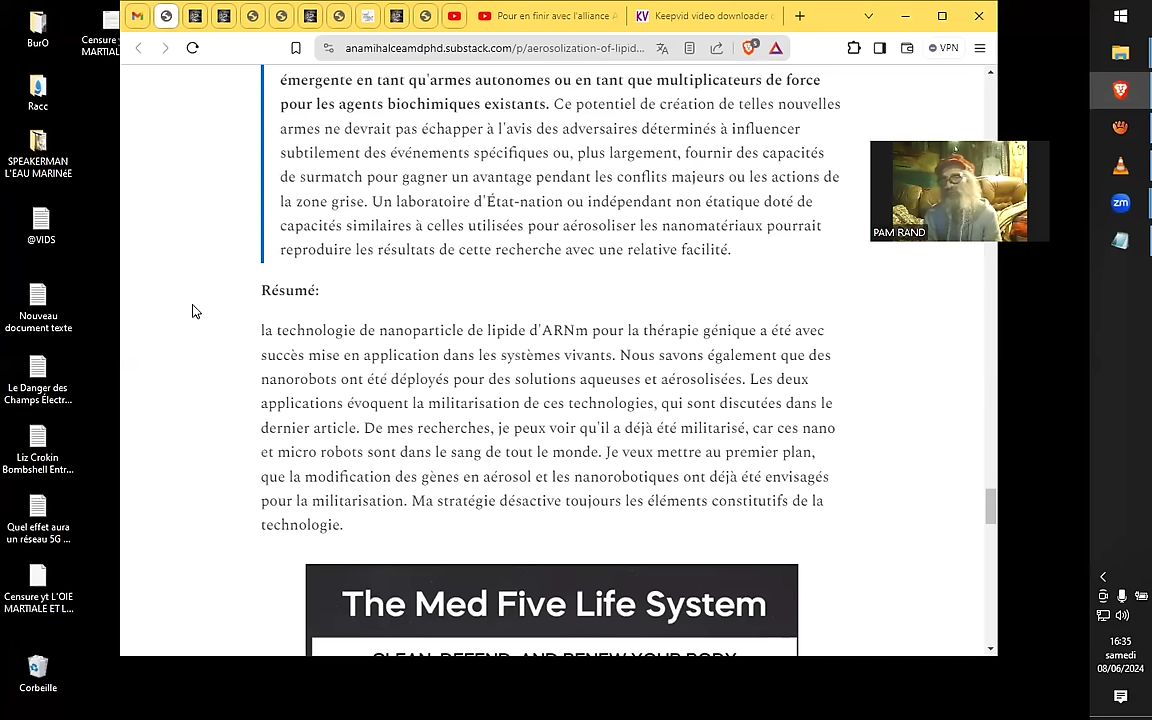 BurO
Censure yt
MARTIALE
L'OIE
Racc
SPEAKERMAN
L'EAU MARINéE
@VIDS
Nouveau
document texte
Le Danger des
Champs Électr...
Liz Crokin
Bombshell Entr...
Quel effet aura
un réseau 5G ...
Censure yt L'OIE
MARTIALE ET L...
Corbeille
Pour en finir avec l'alliance
KV Keepvid video downloader
anamihalceamdphd.substack.com/p/aerosolization-of-lipid...
VPN
émergente en tant qu'armes autonomes ou en tant que multiplicateurs de force
pour les agents biochimiques existants. Ce potentiel de création de telles nouvelles
armes ne devrait pas échapper à l'avis des adversaires déterminés à influencer
subtilement des événements spécifiques ou, plus largement, fournir des capacités
de surmatch pour gagner un avantage pendant les conflits majeurs ou les actions de
la zone grise. Un laboratoire d'État-nation ou indépendant non étatique doté de
capacités similaires à celles utilisées pour aérosoliser les nanomatériaux pourrait
reproduire les résultats de cette recherche avec une relative facilité.
Résumé:
la technologie de nanoparticle de lipide d'ARNm pour la thérapie génique a été avec
succès mise en application dans les systèmes vivants. Nous savons également que des
nanorobots ont été déployés pour des solutions aqueuses et aérosolisées. Les deux
applications évoquent la militarisation de ces technologies, qui sont discutées dans le
dernier article. De mes recherches, je peux voir qu'il a déjà été militarisé, car ces nano
et micro robots sont dans le sang de tout le monde. Je veux mettre au premier plan,
que la modification des gènes en aérosol et les nanorobotiques ont déjà été envisagés
pour la militarisation. Ma stratégie désactive toujours les éléments constitutifs de la
technologie.
The Med Five Life System
CLEAN, DEFEND, AND RENEW YOUR BODY
PAM RAND
zm
16:35
samedi
08/06/2024